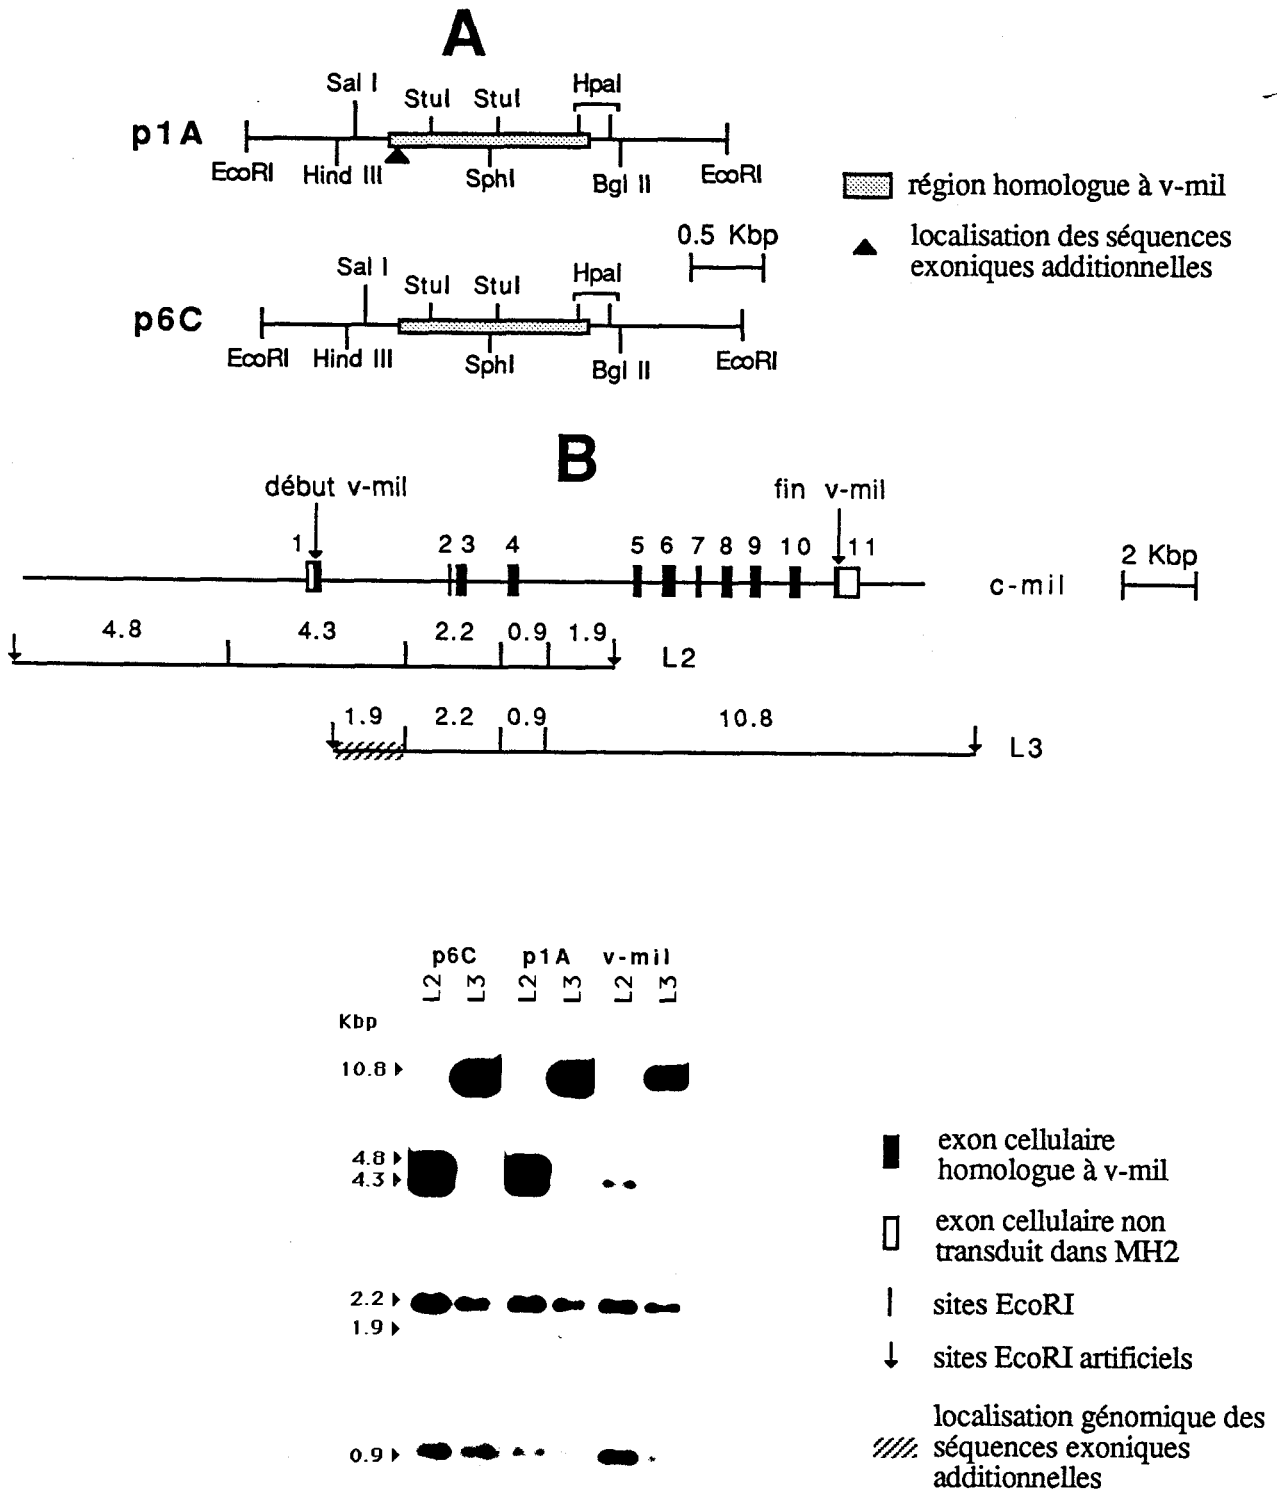 A
p1A
Sal I
StuI StuI
HpaI
EcoRI
Hind III
SphI
Bgl II
EcoRI
région homologue à v-mil
0.5 Kbp
localisation des séquences
exoniques additionnelles
p6C
Sal I
StuI StuI
HpaI
EcoRI
Hind III
SphI
Bgl II
EcoRI
B
début v-mil
fin v-mil
1 2 3 4 5 6 7 8 9 10 11
c-mil
2 Kbp
4.8 4.3 2.2 0.9 1.9
L2
1.9 2.2 0.9 10.8
L3
p6C p1A v-mil
L2 L3 L2 L3 L2 L3
Kbp
10.8
4.8
4.3
2.2
1.9
0.9
exon cellulaire
homologue à v-mil
exon cellulaire non
transduit dans MH2
sites EcoRI
sites EcoRI artificiels
localisation génomique des
séquences exoniques
additionnelles